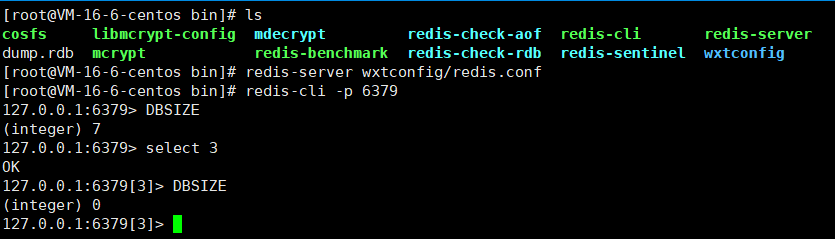 [root@VM-16-6-centos bin]# ls
cosfs libmcrypt-config mdecrypt redis-check-aof redis-cli redis-server
dump.rdb mcrypt redis-benchmark redis-check-rdb redis-sentinel wxtconfig
[root@VM-16-6-centos bin]# redis-server wxtconfig/redis.conf
[root@VM-16-6-centos bin]# redis-cli -p 6379
127.0.0.1:6379> DBSIZE
(integer) 7
127.0.0.1:6379> select 3
OK
127.0.0.1:6379[3]> DBSIZE
(integer) 0
127.0.0.1:6379[3]>